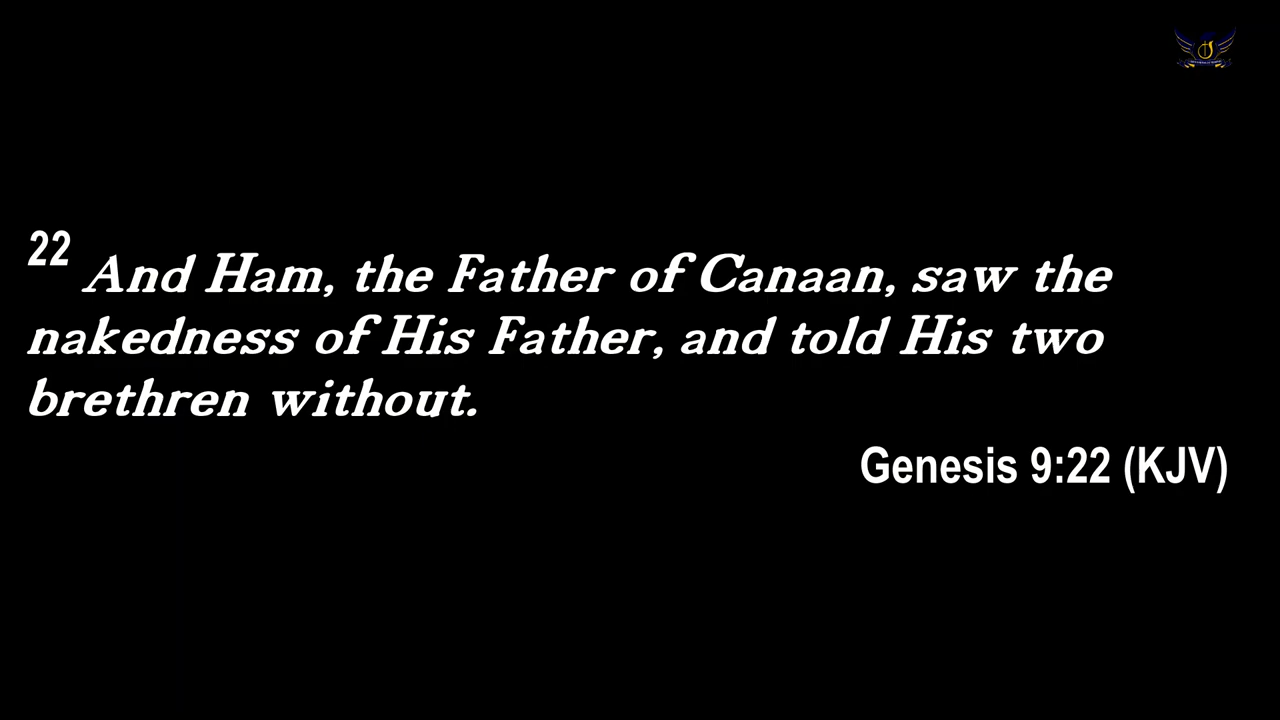 22 And Ham, the Father of Canaan, saw the
nakedness of His Father, and told His two
brethren without.
Genesis 9:22 (KJV)